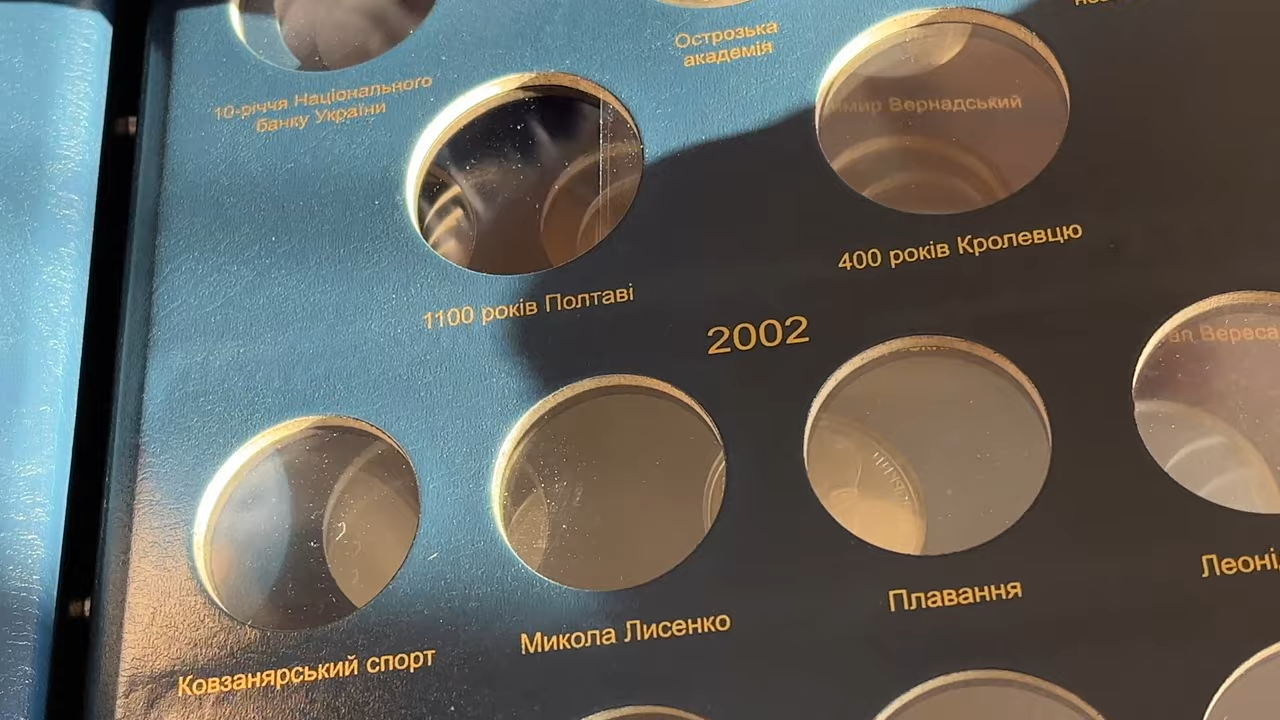 10-річчя Національного
банку України
Острозька
академія
Вернадський
1100 років Полтаві
400 років Кролевцю
2002
Ковзанярський спорт
Микола Лисенко
Плавання